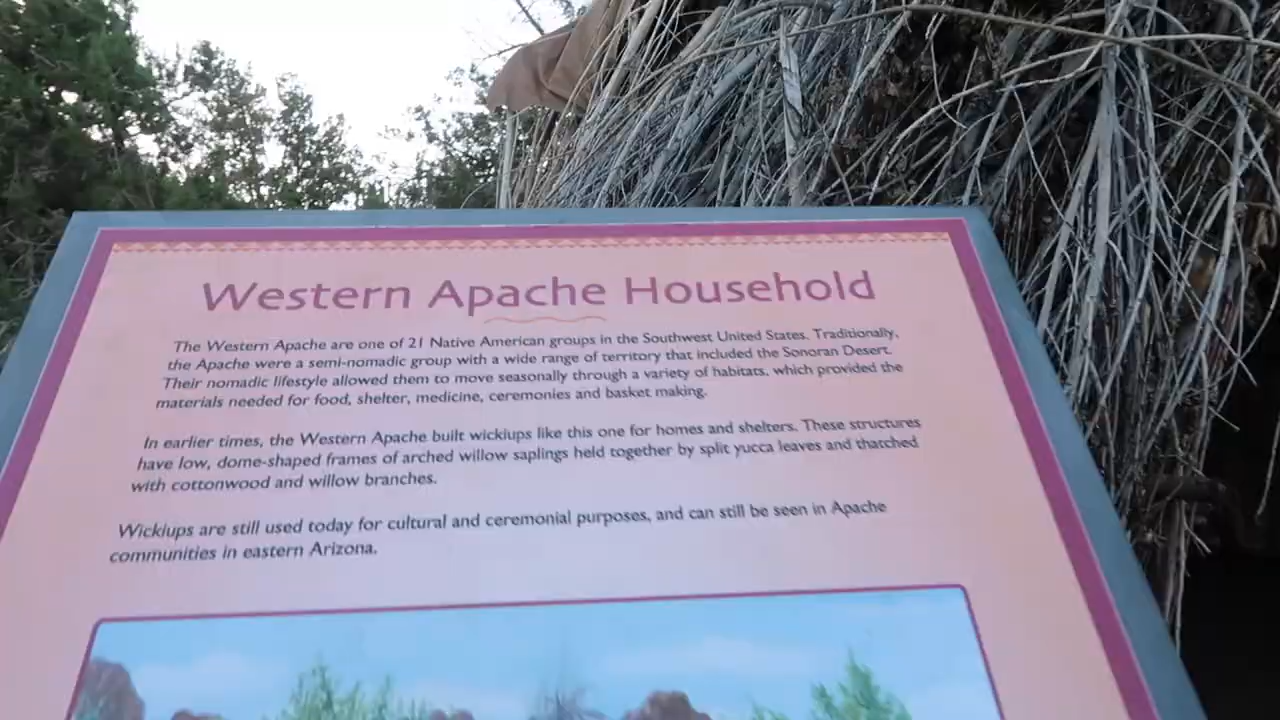 Western Apache Household
The Western Apache are one of 21 Native American groups in the Southwest United States. Traditionally,
the Apache were a semi-nomadic group with a wide range of territory that included the Sonoran Desert.
Their nomadic lifestyle allowed them to move seasonally through a variety of habitats, which provided the
materials needed for food, shelter, medicine, ceremonies and basket making.
In earlier times, the Western Apache built wickiups like this one for homes and shelters. These structures
have low, dome-shaped frames of arched willow saplings held together by split yucca leaves and thatched
with cottonwood and willow branches.
Wickiups are still used today for cultural and ceremonial purposes, and can still be seen in Apache
communities in eastern Arizona.